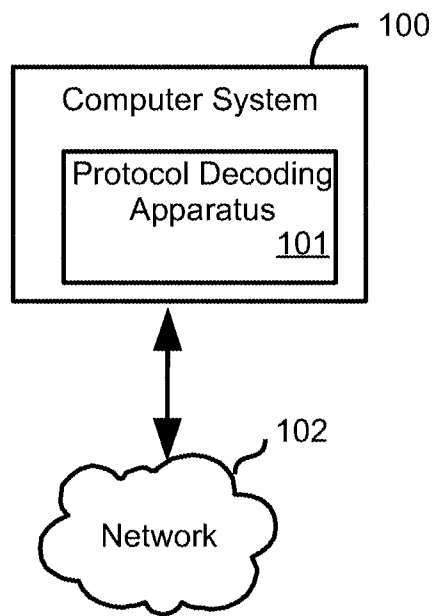 100
Computer System
Protocol Decoding
Apparatus
101
102
Network